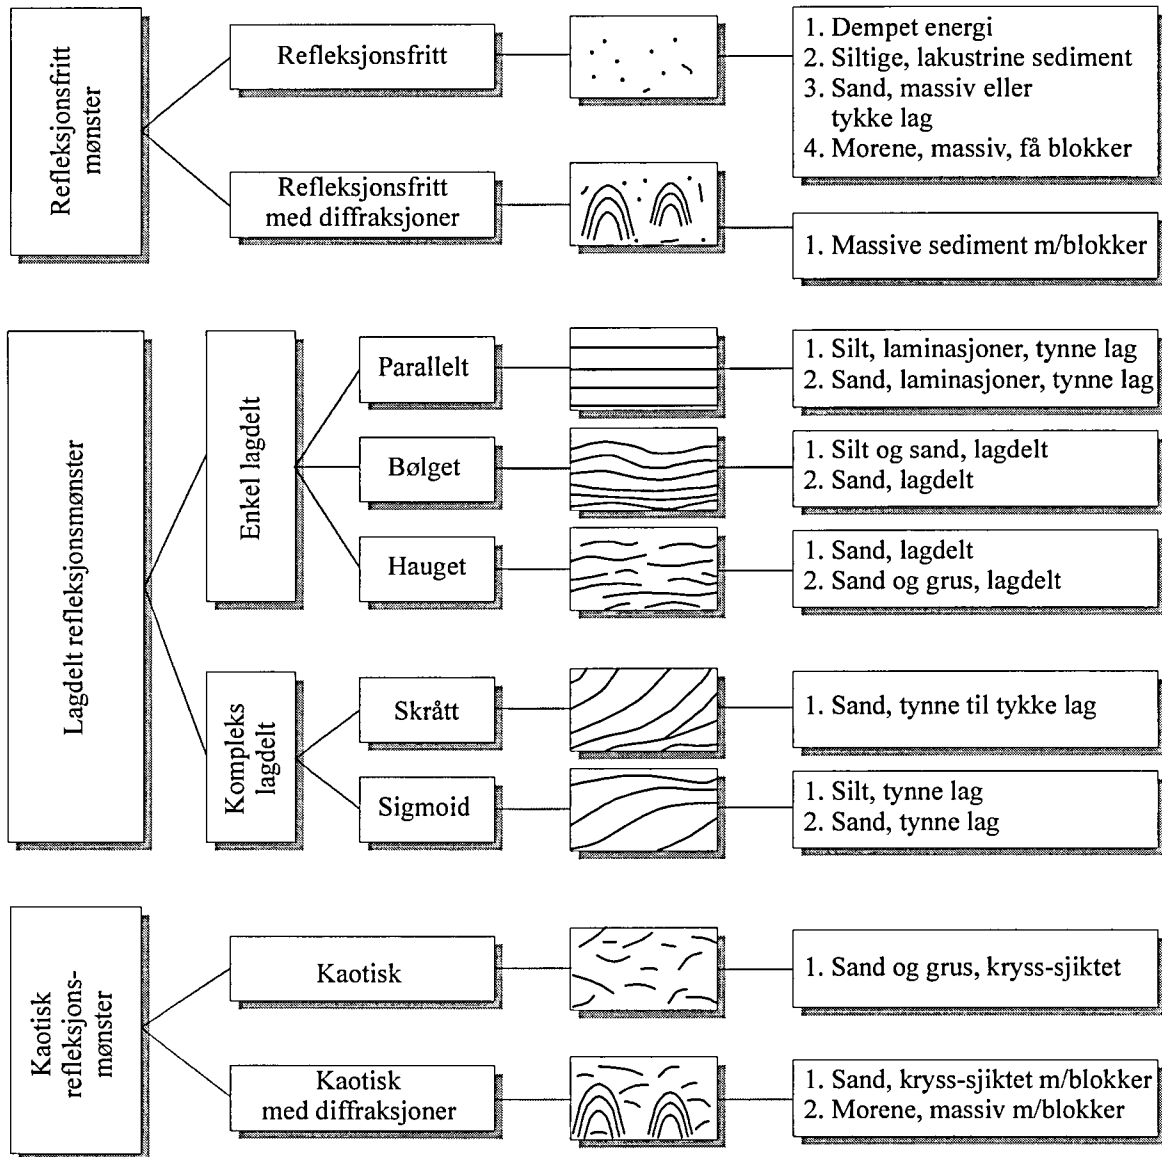 Refleksjonsfritt
mønster
Refleksjonsfritt
1. Dempet energi
2. Siltige, lakustrine sediment
3. Sand, massiv eller
tykke lag
4. Morene, massiv, få blokker
Refleksjonsfritt
med diffraksjoner
1. Massive sediment m/blokker
Lagdelt refleksjonsmønster
Enkel lagdelt
Parallelt
1. Silt, laminasjoner, tynne lag
2. Sand, laminasjoner, tynne lag
Bølget
1. Silt og sand, lagdelt
2. Sand, lagdelt
Hauget
1. Sand, lagdelt
2. Sand og grus, lagdelt
Kompleks
lagdelt
Skrått
1. Sand, tynne til tykke lag
Sigmoid
1. Silt, tynne lag
2. Sand, tynne lag
Kaotisk
refleksjons-
mønster
Kaotisk
1. Sand og grus, kryss-sjiktet
Kaotisk
med diffraksjoner
1. Sand, kryss-sjiktet m/blokker
2. Morene, massiv m/blokker